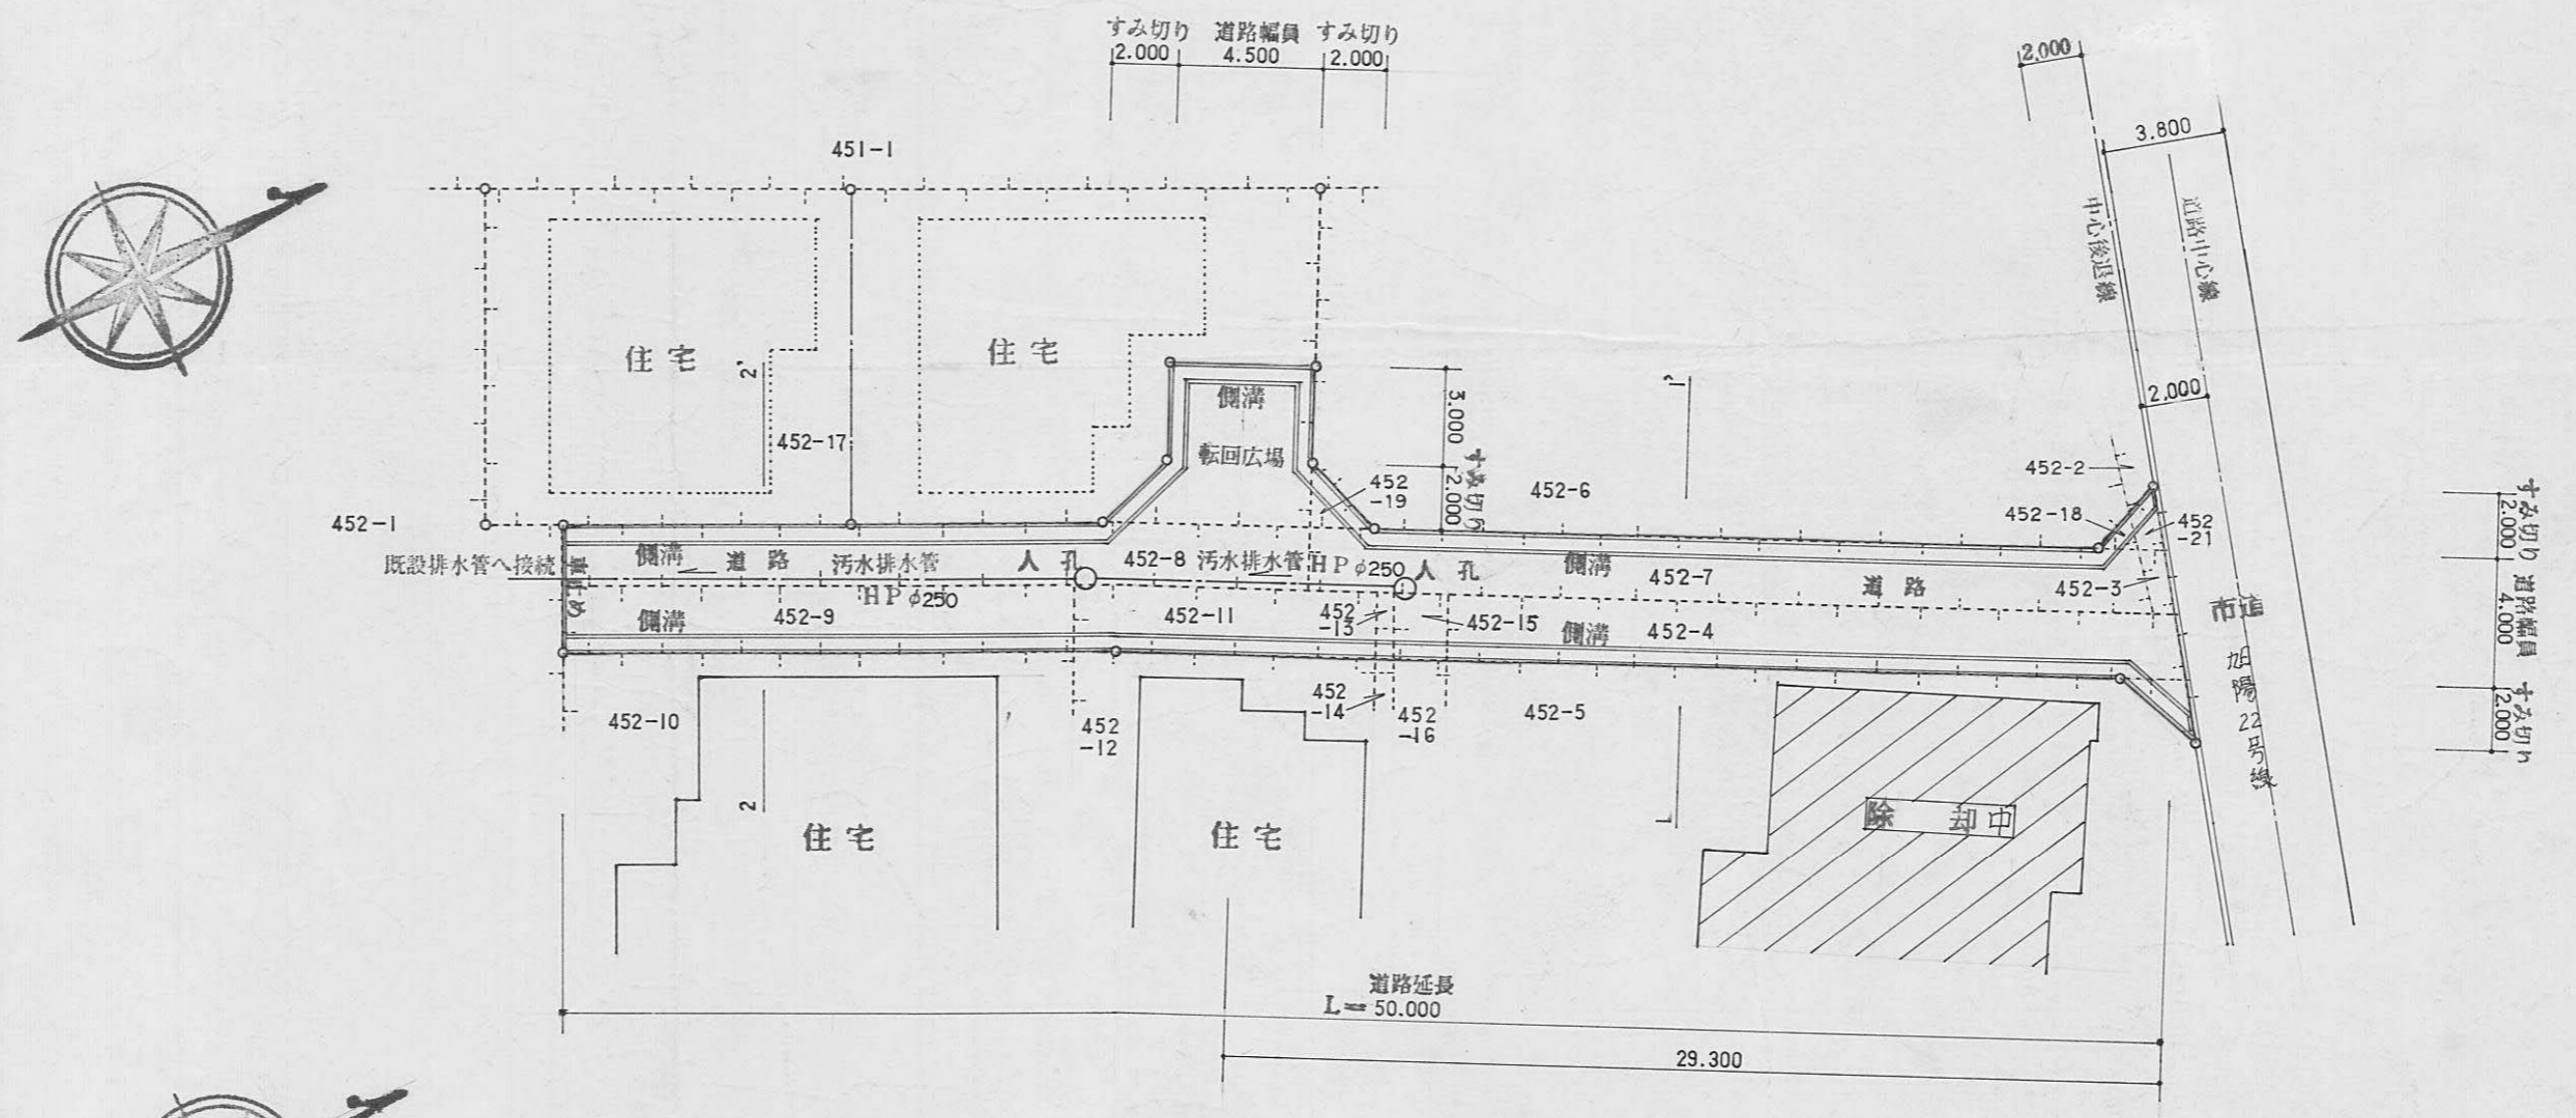 すみ切り 道路幅員 すみ切り
2.000 4.500 2.000
2.000
3.800
451-1
中心後退線
道路中心線
住宅
2'
住宅
側溝
転回広場
3.000
2.000
すみ切り
2.000
452-17
452-6
452-19
452-2
452-18
452-21
452-1
既設排水管へ接続
車止め
側溝
道路
汚水排水管
HPφ250
人孔
452-8
汚水排水管
HPφ250
人孔
側溝
452-7
道路
452-3
側溝
452-9
452-11
452-13
452-15
側溝
452-4
市道
旭陽22号線
すみ切り
2.000
道路幅員
4.000
すみ切り
2.000
452-10
452-12
452-14
452-16
452-5
2
住宅
住宅
除却中
道路延長
L=50.000
29.300